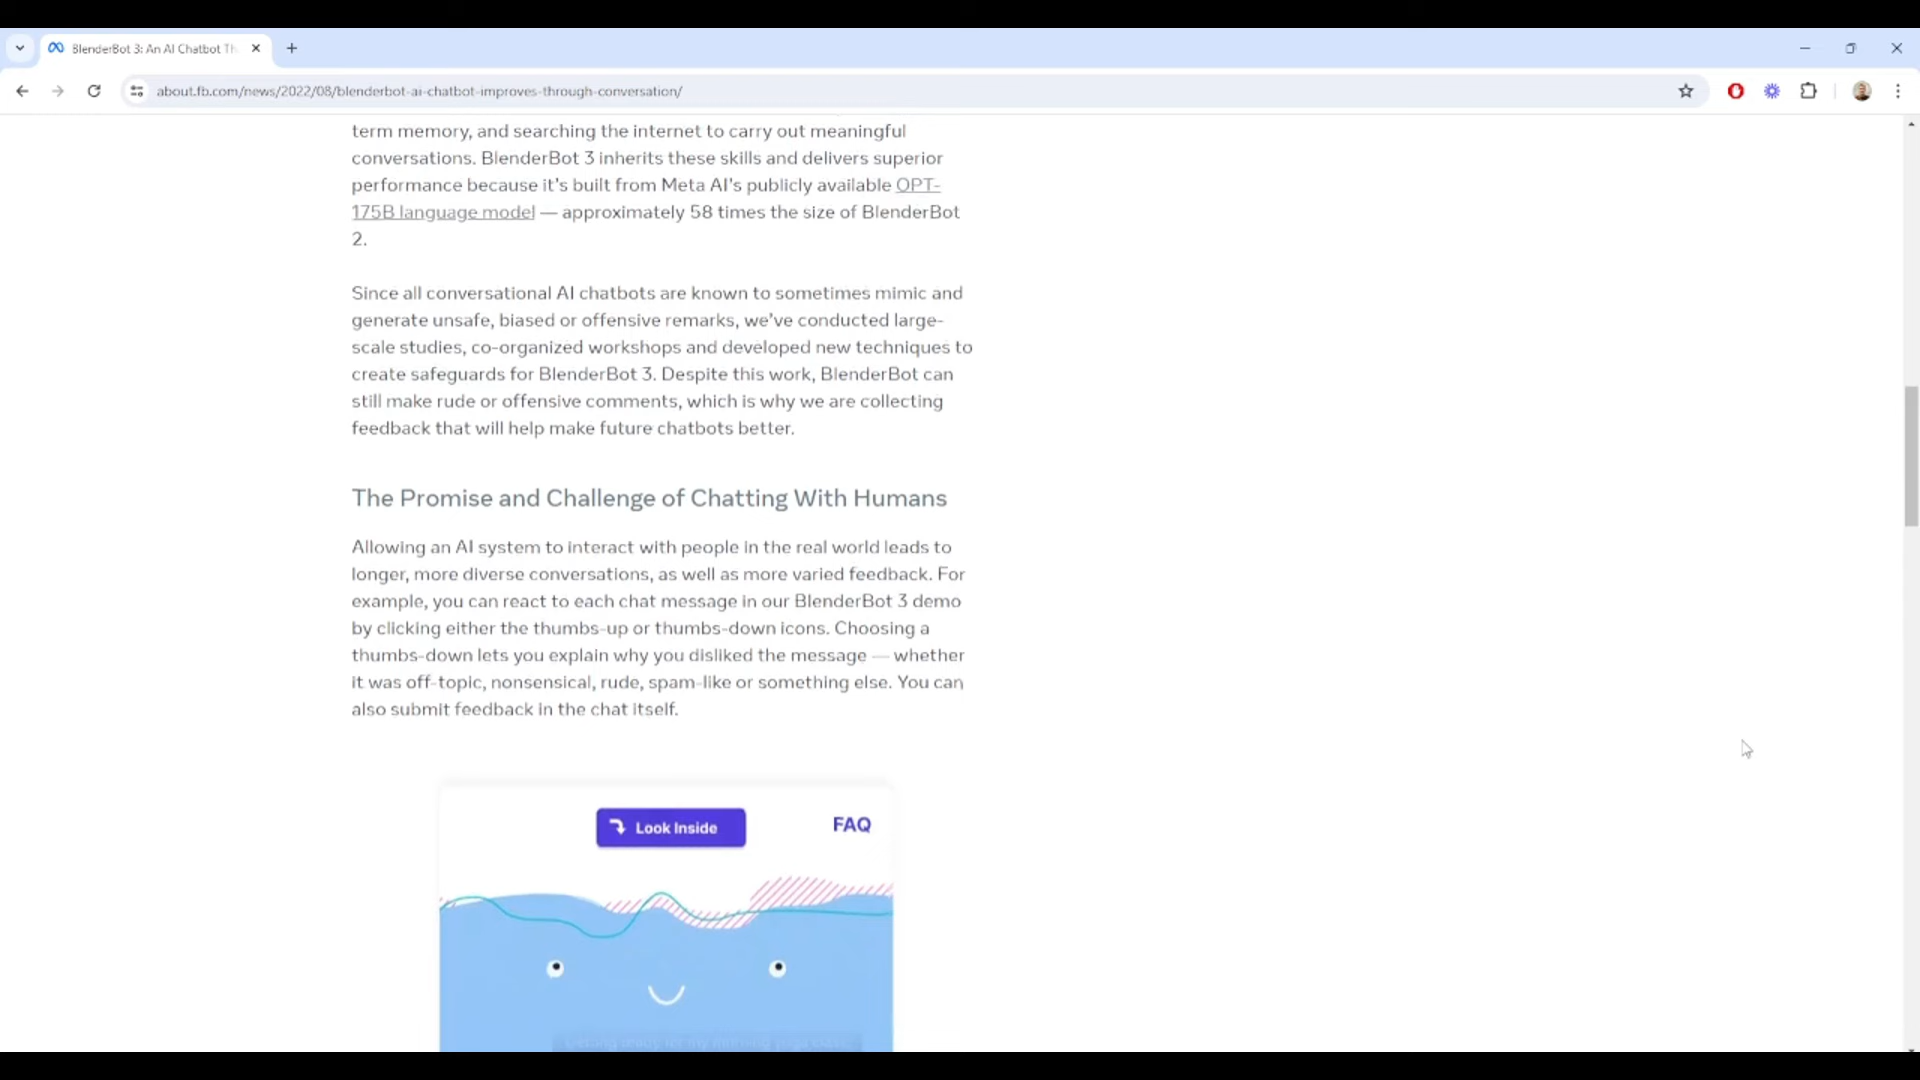 BlenderBot 3: An AI Chatbot Th
about.fb.com/news/2022/08/blenderbot-ai-chatbot-improves-through-conversation/
term memory, and searching the internet to carry out meaningful
conversations. BlenderBot 3 inherits these skills and delivers superior
performance because it's built from Meta AI's publicly available OPT-
175B language model — approximately 58 times the size of BlenderBot
2.
Since all conversational AI chatbots are known to sometimes mimic and
generate unsafe, biased or offensive remarks, we've conducted large-
scale studies, co-organized workshops and developed new techniques to
create safeguards for BlenderBot 3. Despite this work, BlenderBot can
still make rude or offensive comments, which is why we are collecting
feedback that will help make future chatbots better.
The Promise and Challenge of Chatting With Humans
Allowing an AI system to interact with people in the real world leads to
longer, more diverse conversations, as well as more varied feedback. For
example, you can react to each chat message in our BlenderBot 3 demo
by clicking either the thumbs-up or thumbs-down icons. Choosing a
thumbs-down lets you explain why you disliked the message — whether
it was off-topic, nonsensical, rude, spam-like or something else. You can
also submit feedback in the chat itself.
Look Inside
FAQ